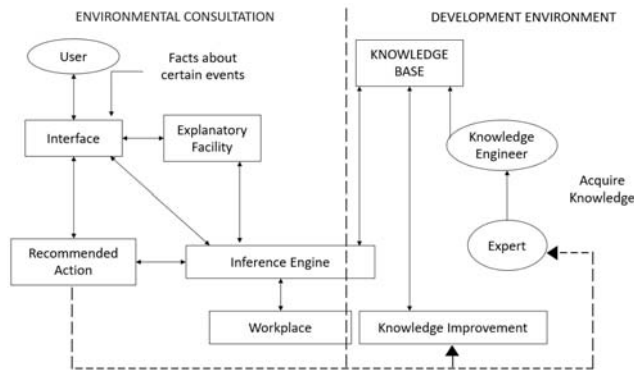 ENVIRONMENTAL CONSULTATION
DEVELOPMENT ENVIRONMENT
User
Facts about
certain events
KNOWLEDGE
BASE
Interface
Explanatory
Facility
Knowledge
Engineer
Acquire
Knowledge
Expert
Recommended
Action
Inference Engine
Workplace
Knowledge Improvement